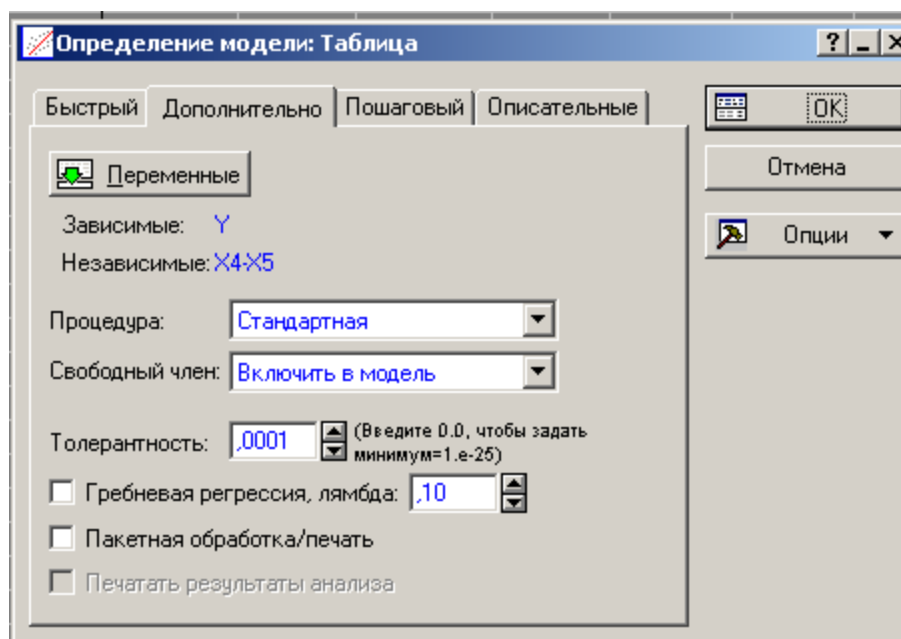 Определение модели: Таблица
Быстрый Дополнительно Пошаговый Описательные
OK
Переменные
Отмена
Зависимые: Y
Опции
Независимые: X4-X5
Процедура: Стандартная
Свободный член: Включить в модель
Толерантность: ,0001 (Введите 0.0, чтобы задать
минимум=1.e-25)
Гребневая регрессия, лямбда: ,10
Пакетная обработка/печать
Печатать результаты анализа